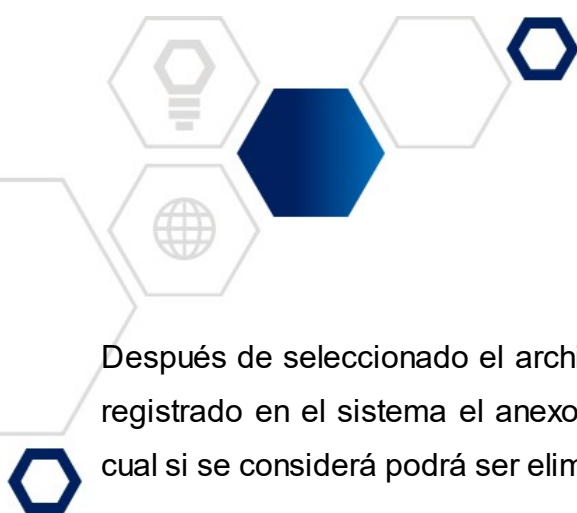 Después de seleccionado el archi
registrado en el sistema el anexo
cual si se considerá podrá ser elim